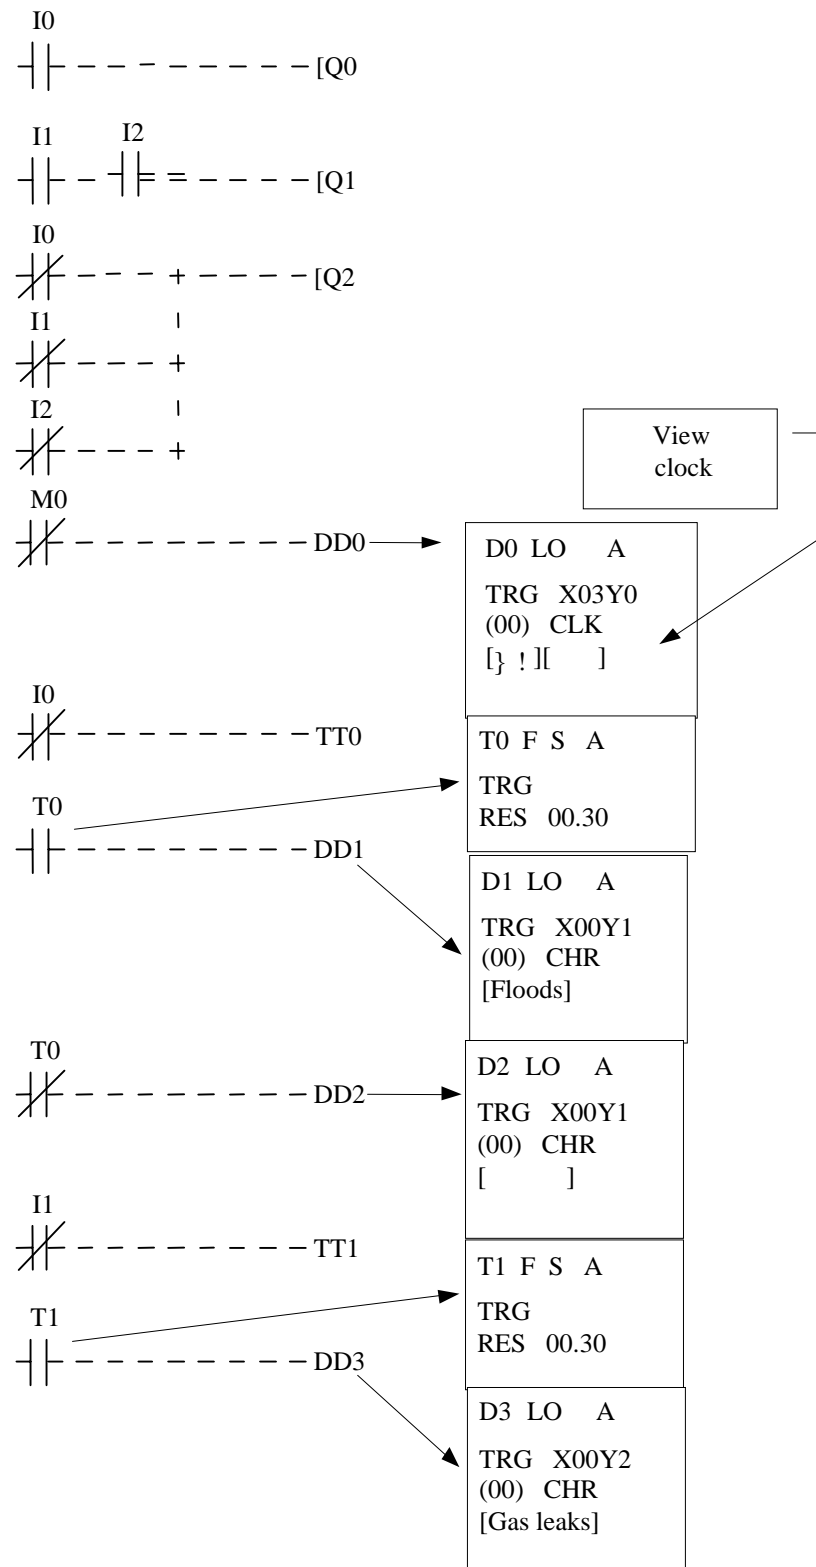 I0
[Q0
I1 I2
[Q1
I0
[Q2
I1
I2
View
clock
M0
DD0
D0 LO A
TRG X03Y0
(00) CLK
[} ! ][ ]
I0
TT0
T0 F S A
TRG
RES 00.30
T0
DD1
D1 LO A
TRG X00Y1
(00) CHR
[Floods]
T0
DD2
D2 LO A
TRG X00Y1
(00) CHR
[ ]
I1
TT1
T1 F S A
TRG
RES 00.30
T1
DD3
D3 LO A
TRG X00Y2
(00) CHR
[Gas leaks]